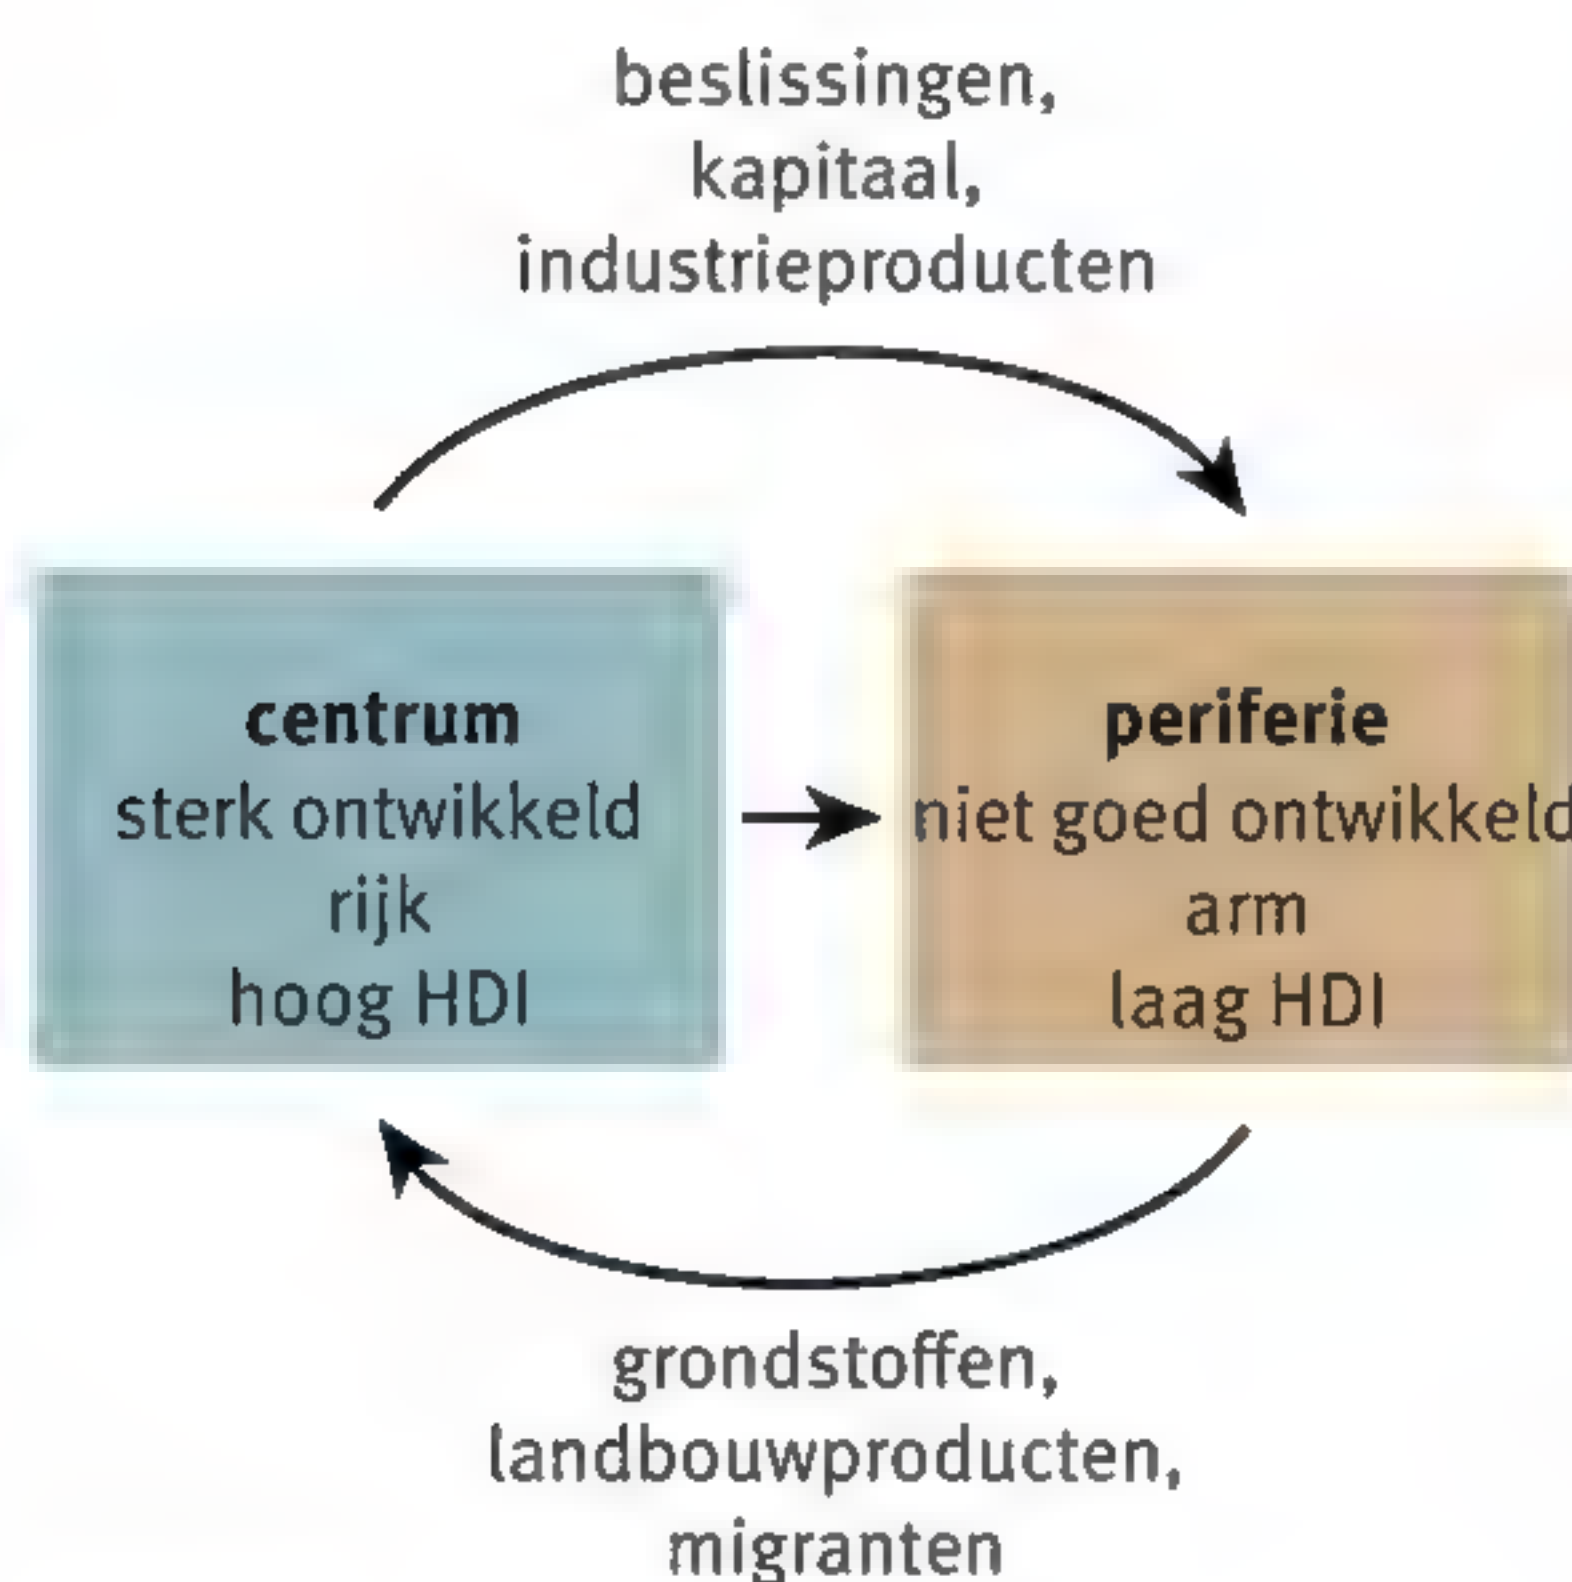 beslissingen,
kapitaal,
industrieproducten
centrum
sterk ontwikkeld
rijk
hoog HDI
periferie
niet goed ontwikkeld
arm
laag HDI
grondstoffen,
landbouwproducten,
migranten